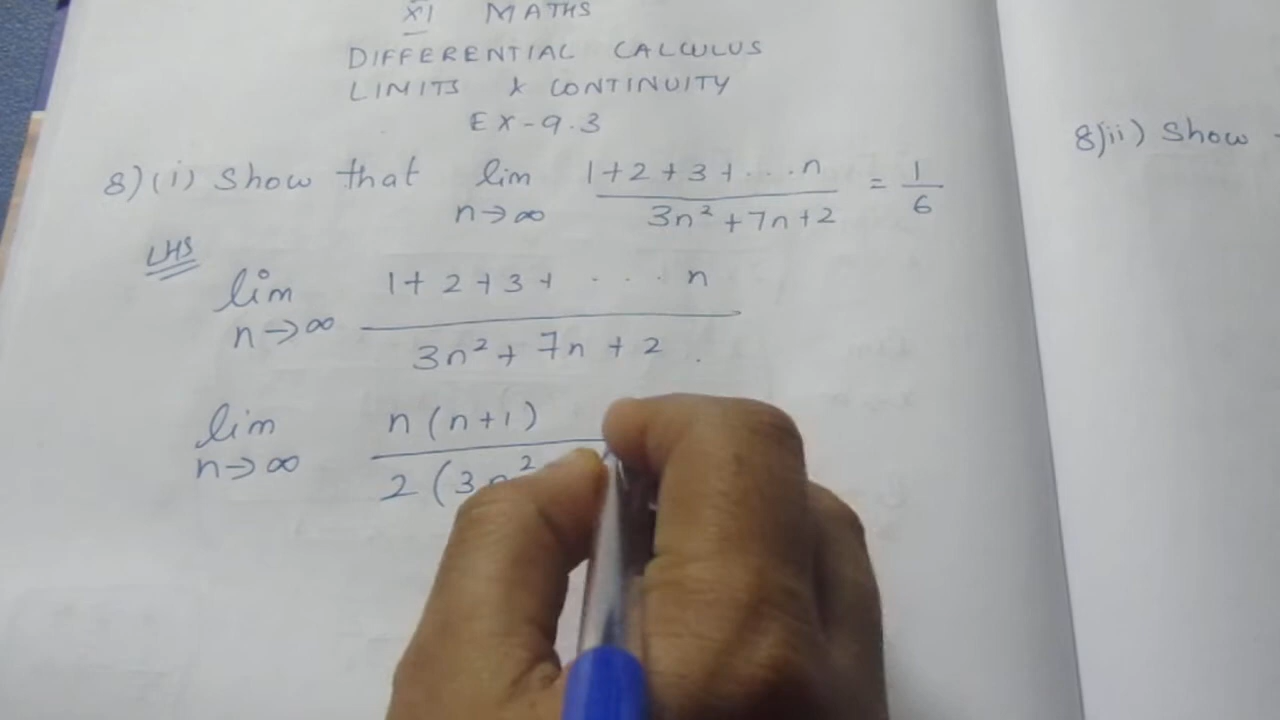 XI MATHS
DIFFERENTIAL CALCULUS
LIMITS & CONTINUITY
EX-9.3
8)(i) Show that lim n→∞ (1+2+3+...n)/(3n²+7n+2) = 1/6
LHS
lim n→∞ (1+2+3+ . . . . n)/(3n²+7n+2).
lim n→∞ n(n+1)/2(3n²
8)ii) Show